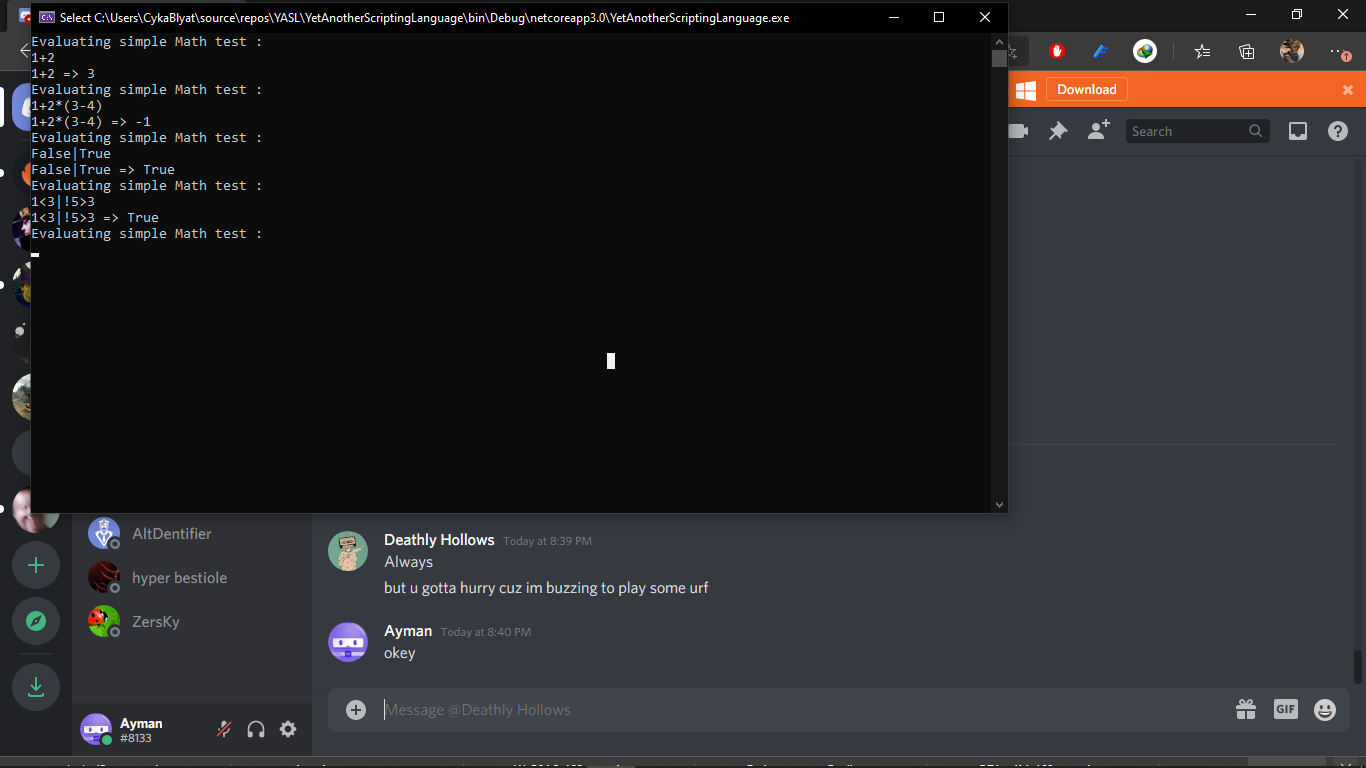 Select C:\Users\CykaBlyat\source\repos\YASL\YetAnotherScriptingLanguage\bin\Debug\netcoreapp3.0\YetAnotherScriptingLanguage.exe
Evaluating simple Math test :
1+2
1+2 => 3
Evaluating simple Math test :
1+2*(3-4)
1+2*(3-4) => -1
Evaluating simple Math test :
False|True
False|True => True
Evaluating simple Math test :
1<3|!5>3
1<3|!5>3 => True
Evaluating simple Math test :
Download
Search
AltDentifier
hyper bestiole
ZersKy
Ayman
#8133
Deathly Hollows Today at 8:39 PM
Always
but u gotta hurry cuz im buzzing to play some urf
Ayman Today at 8:40 PM
okey
Message @Deathly Hollows
GIF